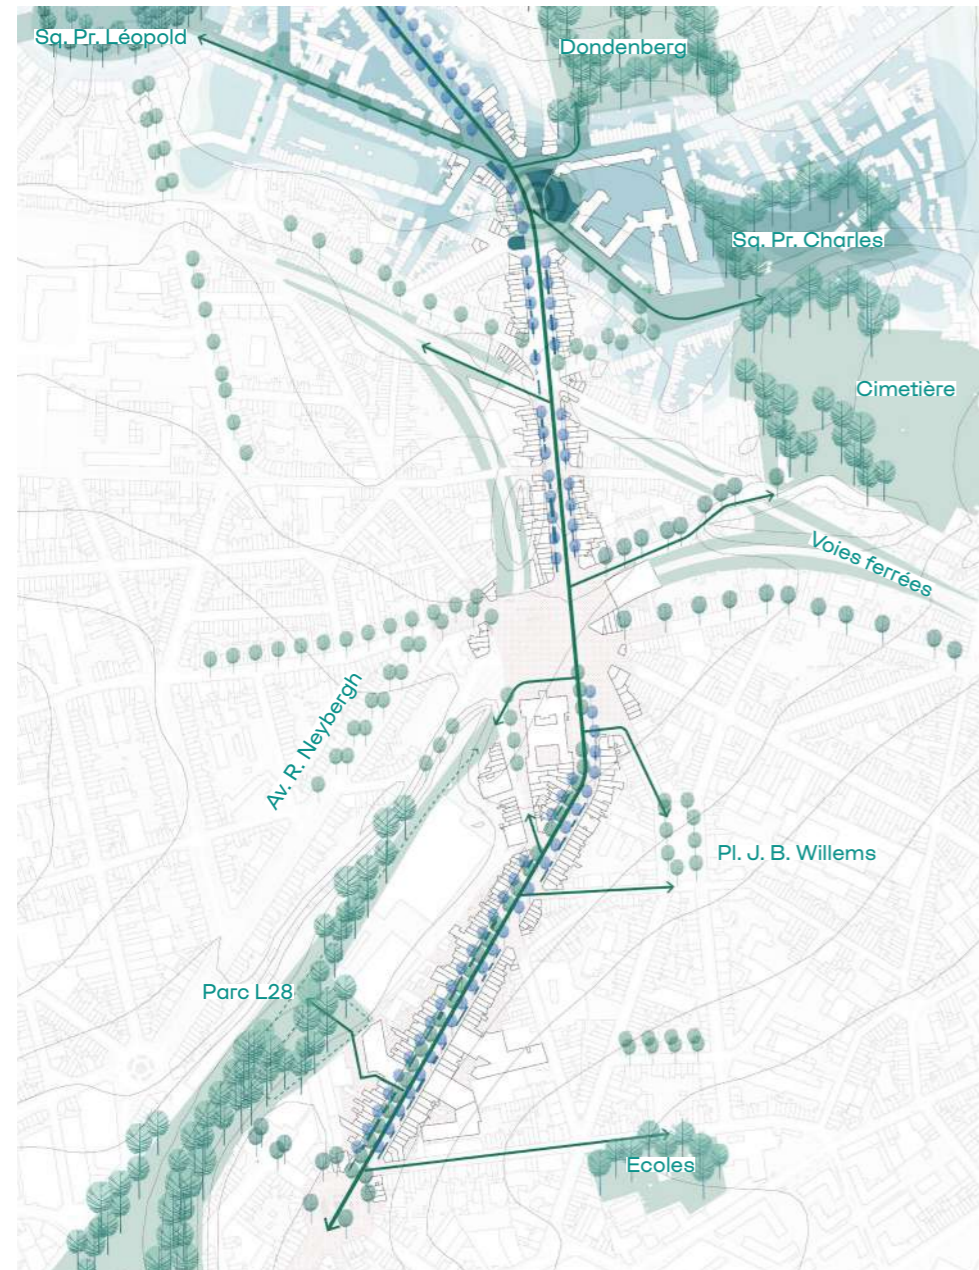 Sq. Pr. Léopold
Dondenberg
Sq. Pr. Charles
Cimetière
Voies ferrées
Av. R. Neybergh
Pl. J. B. Willems
Parc L28
Ecoles